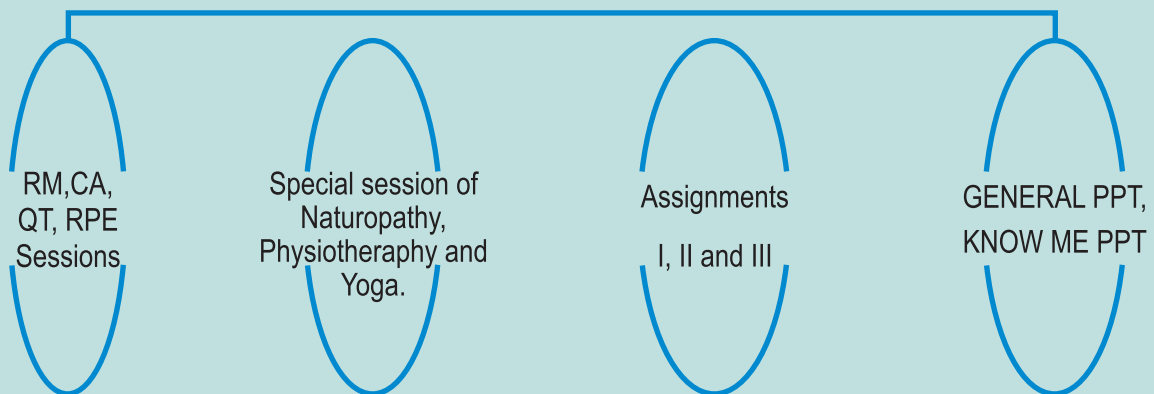 RM,CA,
QT, RPE
Sessions
Special session of
Naturopathy,
Physiotheraphy and
Yoga.
Assignments
I, II and III
GENERAL PPT,
KNOW ME PPT